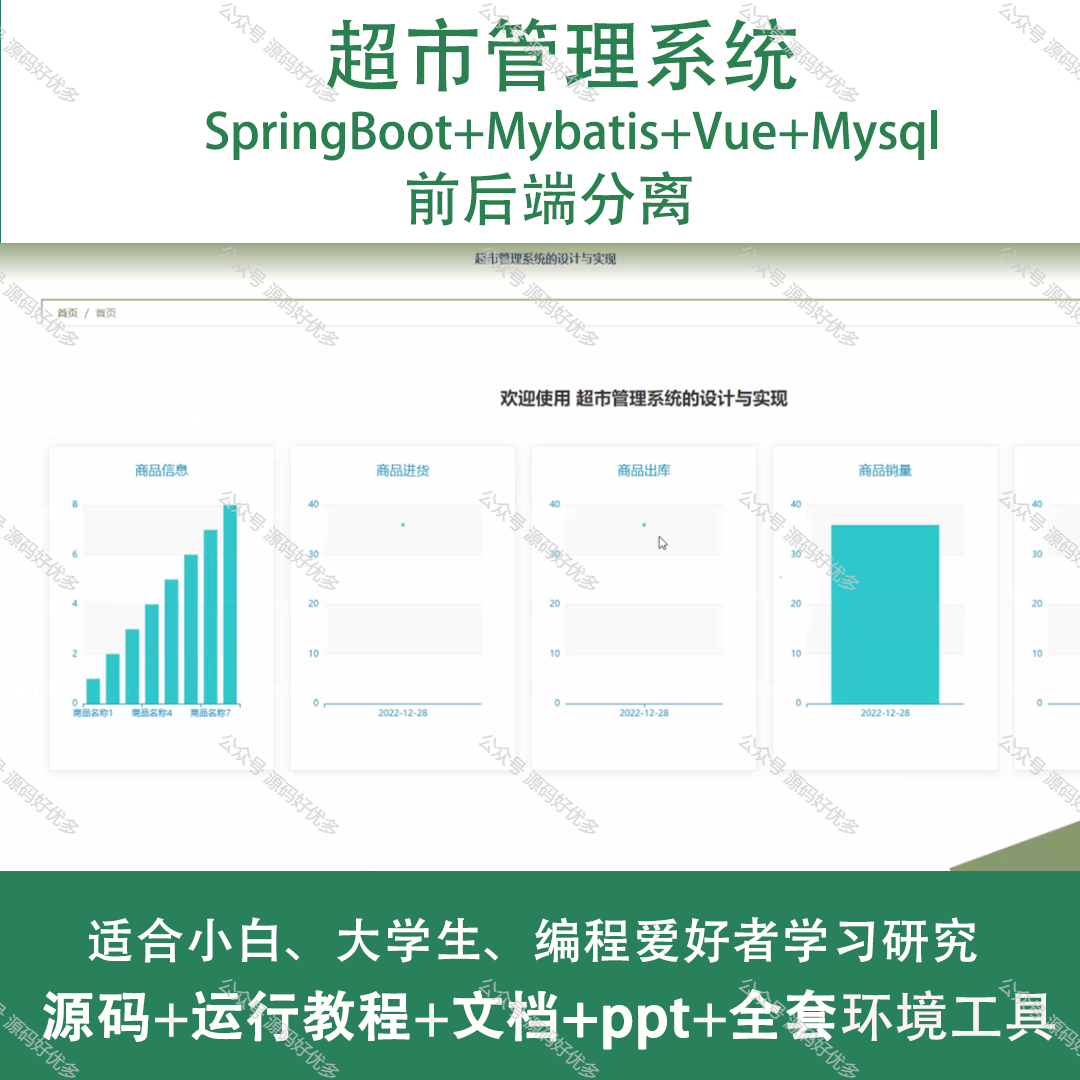 超市管理系统
SpringBoot+Mybatis+Vue+Mysql
前后端分离
超市管理系统的设计与实现
首页 / 首页
欢迎使用 超市管理系统的设计与实现
商品信息
8
6
4
2
0
商品名称1 商品名称4 商品名称7
商品进货
40
30
20
10
0
2022-12-28
商品出库
40
30
20
10
0
2022-12-28
商品销量
40
30
20
10
0
2022-12-28
40
30
20
10
0
适合小白、大学生、编程爱好者学习研究
源码+运行教程+文档+ppt+全套环境工具
公众号 源码好优多